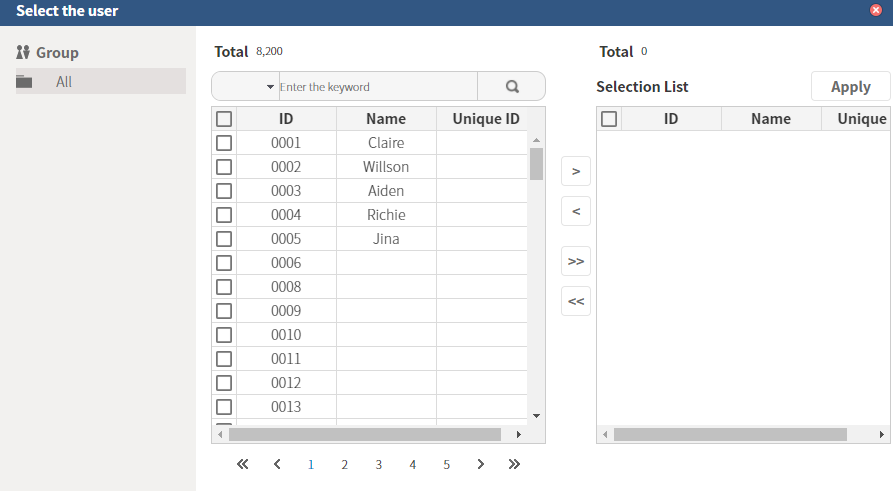 Select the user
Group
All
Total 8,200
Enter the keyword
ID Name Unique ID
0001 Claire
0002 Willson
0003 Aiden
0004 Richie
0005 Jina
0006
0008
0009
0010
0011
0012
0013
« < 1 2 3 4 5 > »
>
<
>>
<<
Total 0
Selection List Apply
ID Name Unique